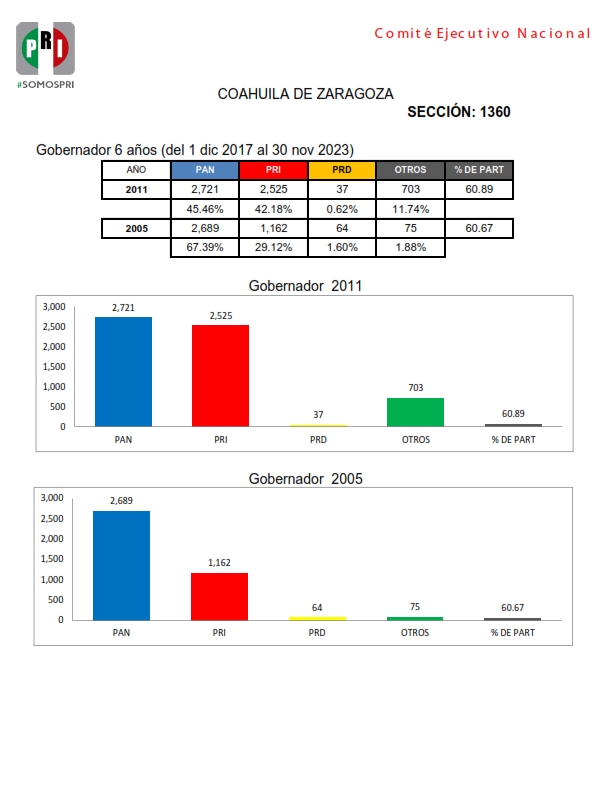 PRI
#SOMOSPRI
Comité Ejecutivo Nacional
COAHUILA DE ZARAGOZA
SECCIÓN: 1360
Gobernador 6 años (del 1 dic 2017 al 30 nov 2023)
AÑO PAN PRI PRD OTROS % DE PART
2011 2,721 2,525 37 703 60.89
45.46% 42.18% 0.62% 11.74%
2005 2,689 1,162 64 75 60.67
67.39% 29.12% 1.60% 1.88%
Gobernador 2011
3,000
2,500
2,000
1,500
1,000
500
0
2,721 2,525 37 703 60.89
PAN PRI PRD OTROS % DE PART
Gobernador 2005
3,000
2,500
2,000
1,500
1,000
500
0
2,689 1,162 64 75 60.67
PAN PRI PRD OTROS % DE PART